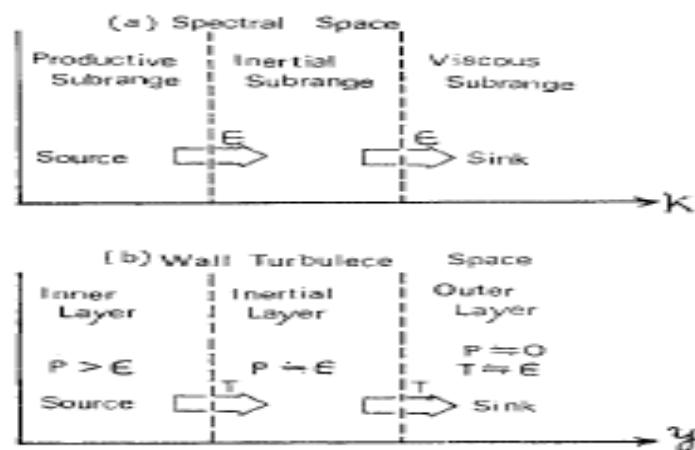 (a) Spectral Space
Productive Subrange
Inertial Subrange
Viscous Subrange
Source
ϵ
ϵ
Sink
K
(b) Wall Turbulece Space
Inner Layer
Inertial Layer
Outer Layer
P > ϵ
P ≒ ϵ
P ≒ O
T ≒ ϵ
Source
T
T
Sink
y